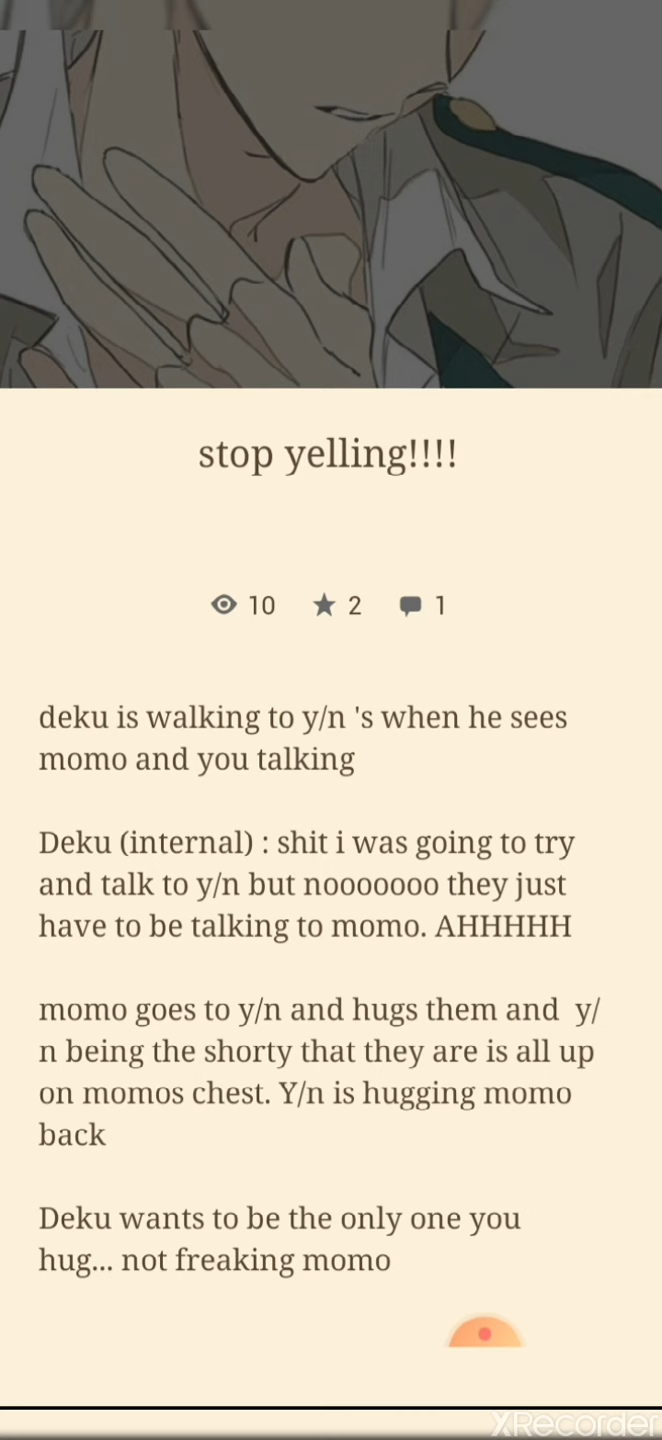 stop yelling!!!!
10 2 1
deku is walking to y/n 's when he sees
momo and you talking
Deku (internal) : shit i was going to try
and talk to y/n but nooooooo they just
have to be talking to momo. AHHHHH
momo goes to y/n and hugs them and  y/
n being the shorty that they are is all up
on momos chest. Y/n is hugging momo
back
Deku wants to be the only one you
hug... not freaking momo
XRecorder